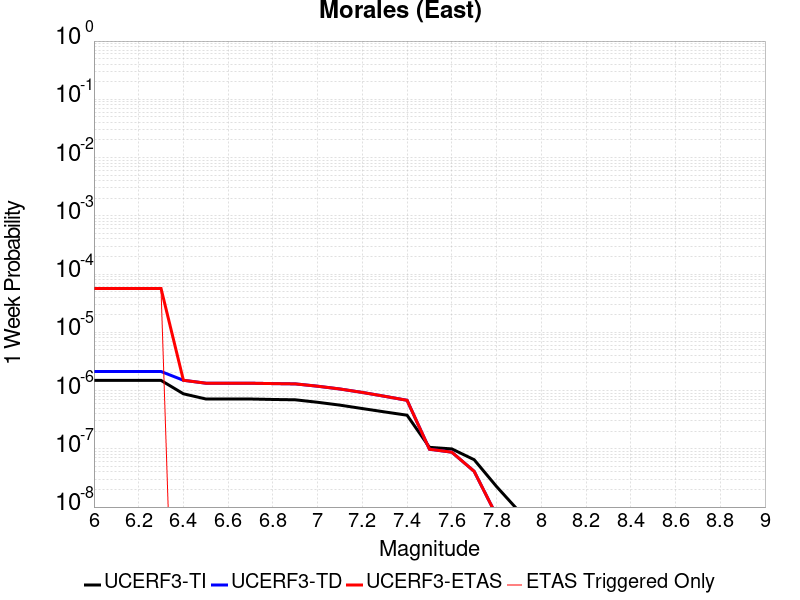 Morales (East)
1 Week Probability
10^0
10^-1
10^-2
10^-3
10^-4
10^-5
10^-6
10^-7
10^-8
6 6.2 6.4 6.6 6.8 7 7.2 7.4 7.6 7.8 8 8.2 8.4 8.6 8.8 9
Magnitude
UCERF3-TI UCERF3-TD UCERF3-ETAS ETAS Triggered Only